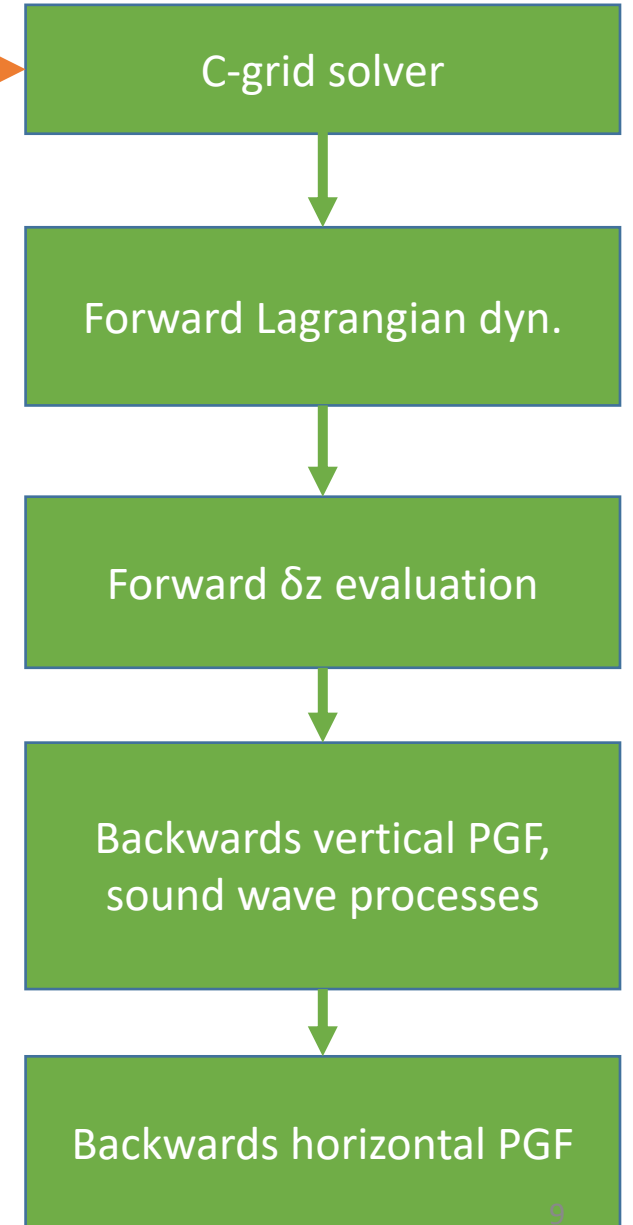 C-grid solver
Forward Lagrangian dyn.
Forward δz evaluation
Backwards vertical PGF,
sound wave processes
Backwards horizontal PGF
9